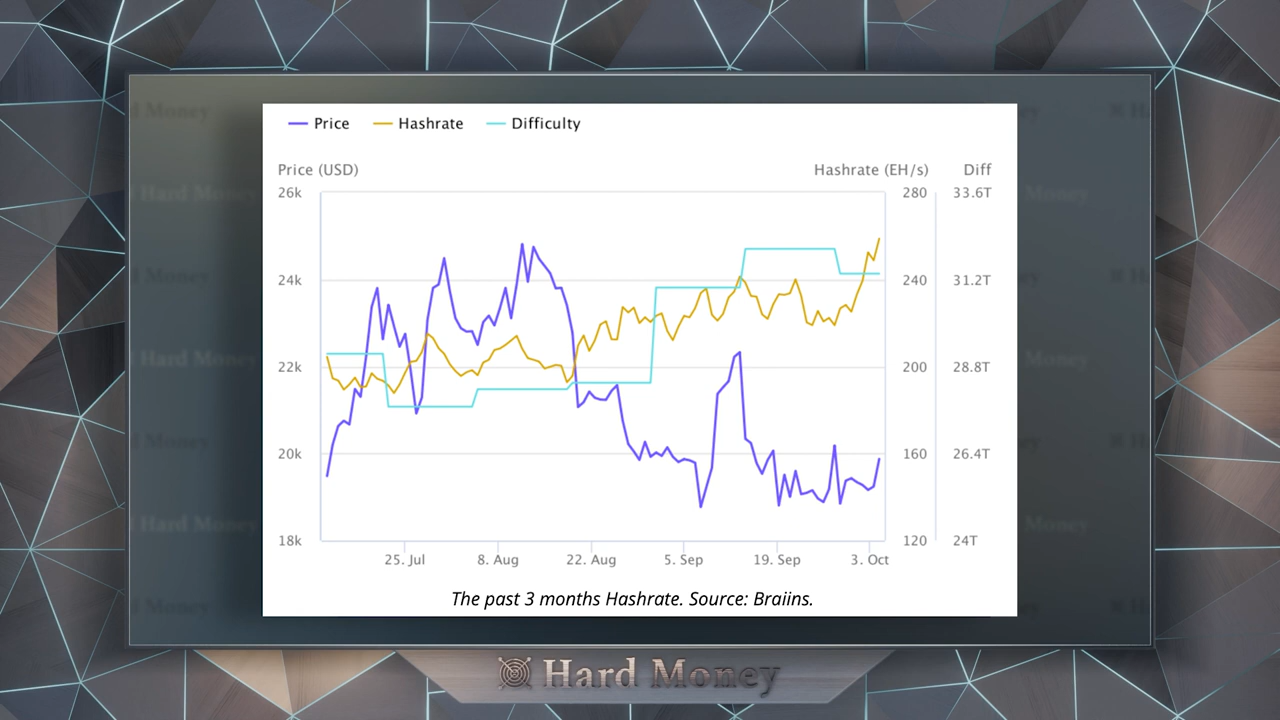 Price Hashrate Difficulty
Price (USD) Hashrate (EH/s) Diff
26k 280 33.6T
24k 240 31.2T
22k 200 28.8T
20k 160 26.4T
18k 120 24T
25. Jul 8. Aug 22. Aug 5. Sep 19. Sep 3. Oct
The past 3 months Hashrate. Source: Braiins.
Hard Money